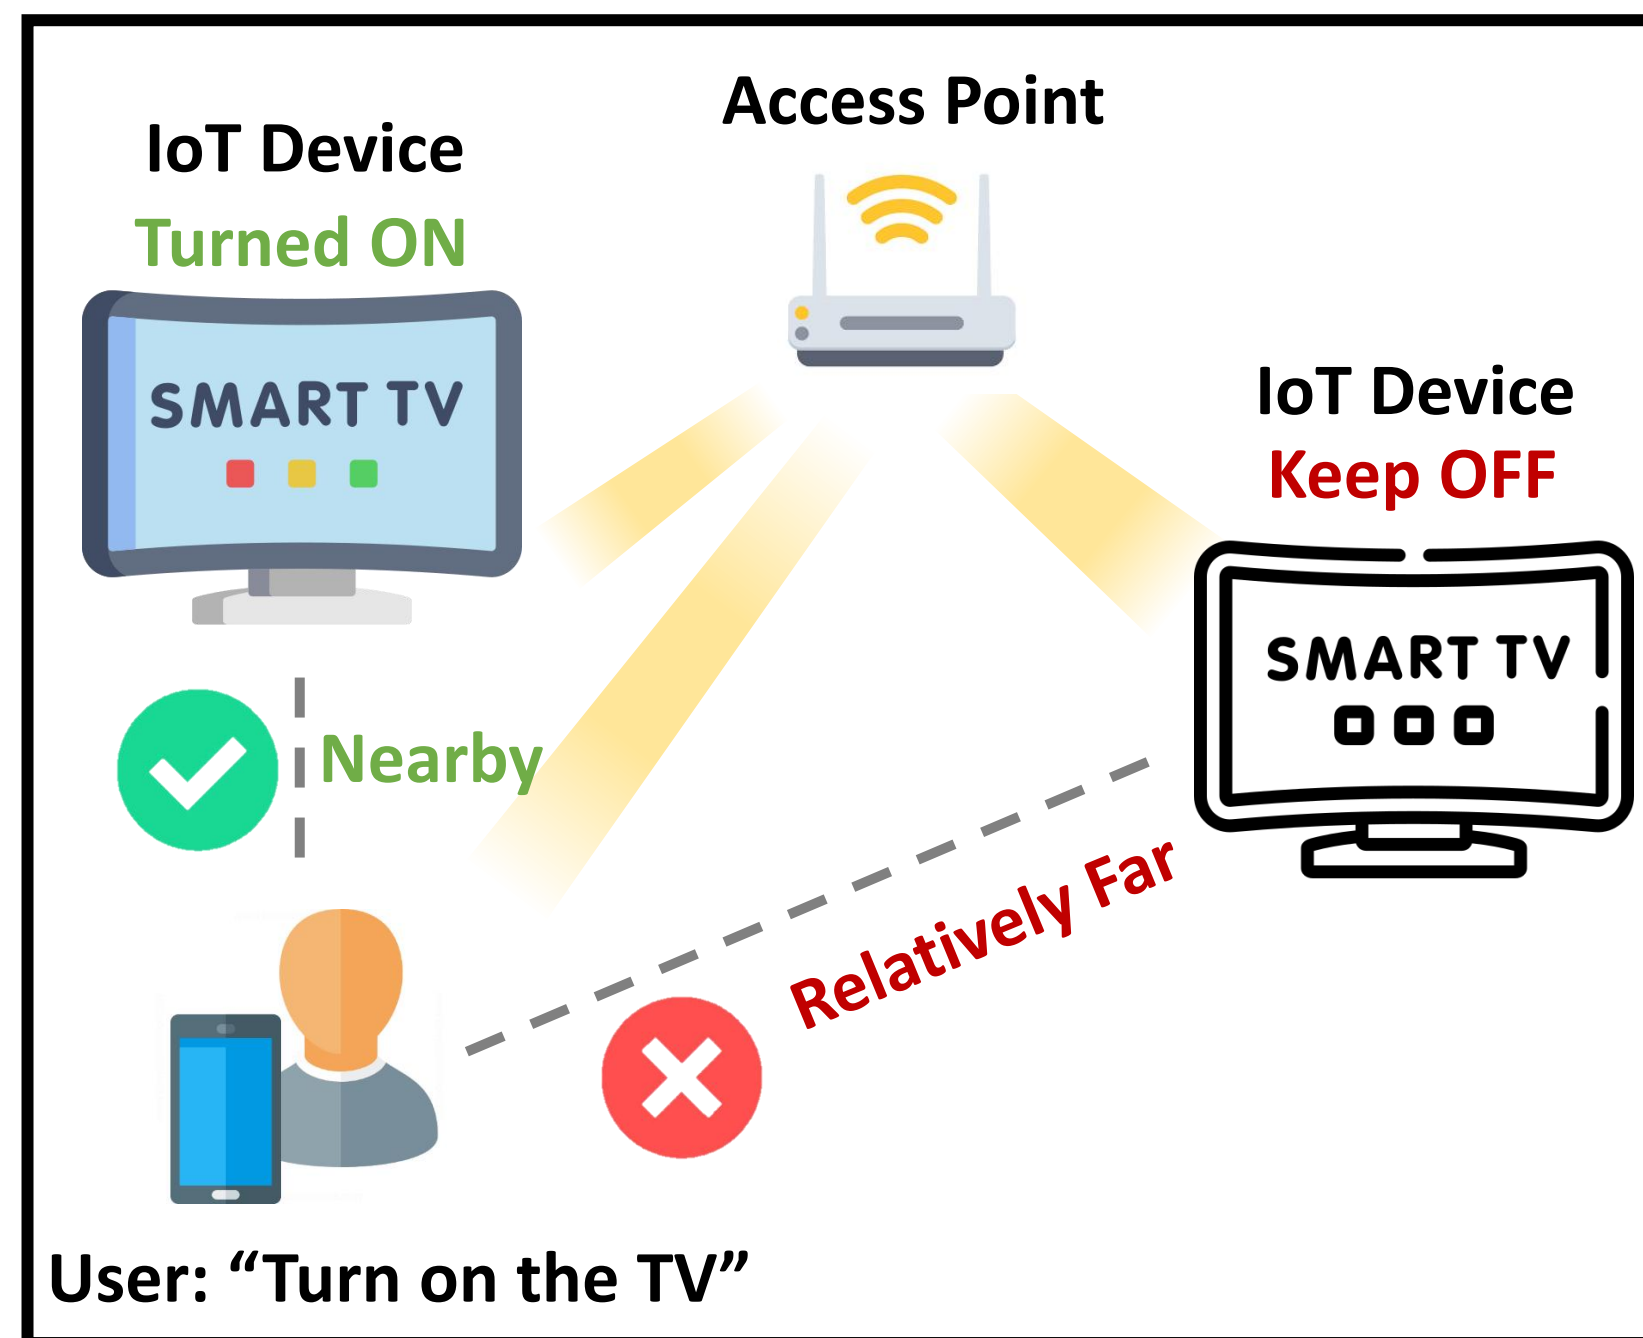 Access Point
IoT Device
Turned ON
SMART TV
IoT Device
Keep OFF
SMART TV
Nearby
Relatively Far
User: “Turn on the TV”